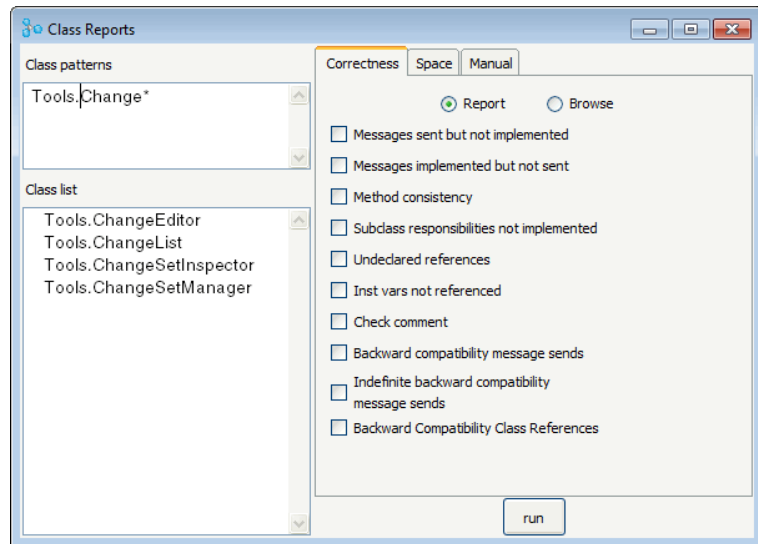 Class Reports
Class patterns
Tools.Change*
Class list
Tools.ChangeEditor
Tools.ChangeList
Tools.ChangeSetInspector
Tools.ChangeSetManager
Correctness Space Manual
Report Browse
Messages sent but not implemented
Messages implemented but not sent
Method consistency
Subclass responsibilities not implemented
Undeclared references
Inst vars not referenced
Check comment
Backward compatibility message sends
Indefinite backward compatibility
message sends
Backward Compatibility Class References
run